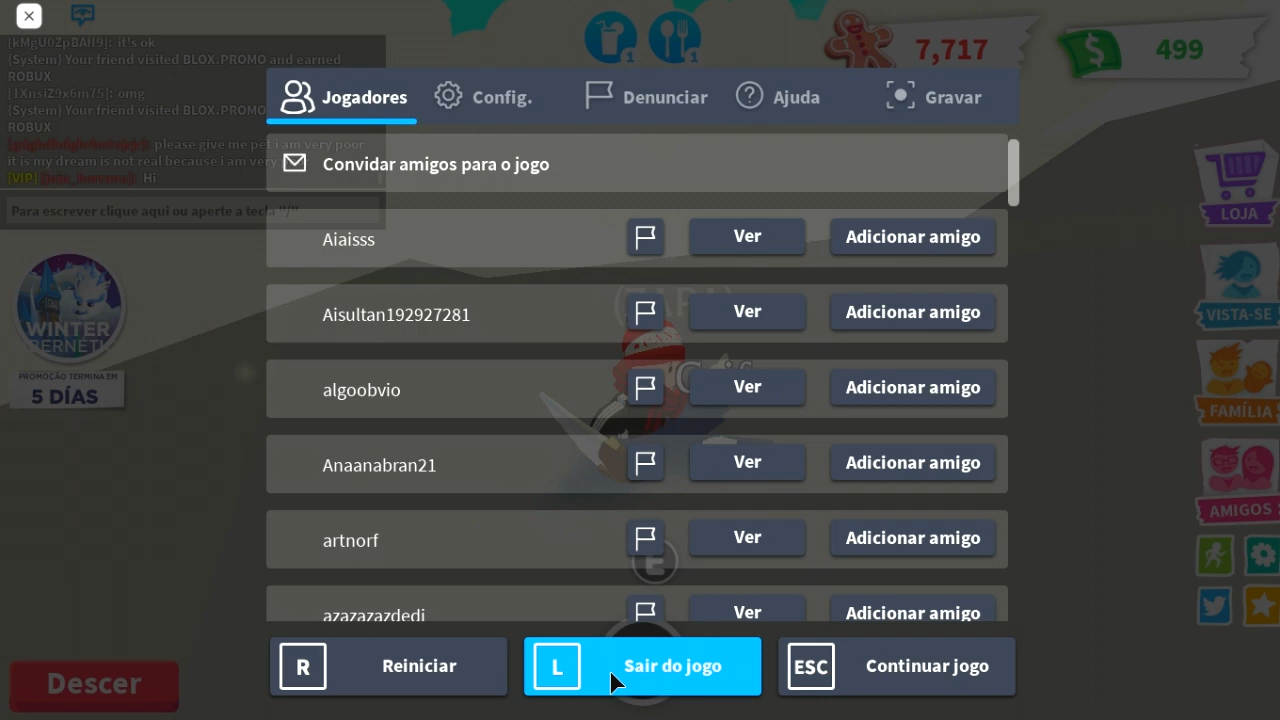 [kMgU0ZpBAfI9]: it's ok
{System} Your friend visited BLOX.PROMO and earned
ROBUX
[1XnsiZ9x6m75]: omg
{System} Your friend visited BLOX.PROMO
ROBUX
please give me pet i am very poor
it is my dream is not real because i am very
[VIP] Hi
Para escrever clique aqui ou aperte a tecla "/"
1
1
7,717
$ 499
Jogadores
Config.
Denunciar
Ajuda
Gravar
Convidar amigos para o jogo
Aiaisss Ver Adicionar amigo
Aisultan192927281 Ver Adicionar amigo
algoobvio Ver Adicionar amigo
Anaanabran21 Ver Adicionar amigo
artnorf Ver Adicionar amigo
azazazazdedi Ver Adicionar amigo
R Reiniciar
L Sair do jogo
ESC Continuar jogo
WINTER
BERNÉTI
PROMOÇÃO TERMINA EM
5 DÍAS
Descer
E
LOJA
VISTA-SE
FAMÍLIA
AMIGOS